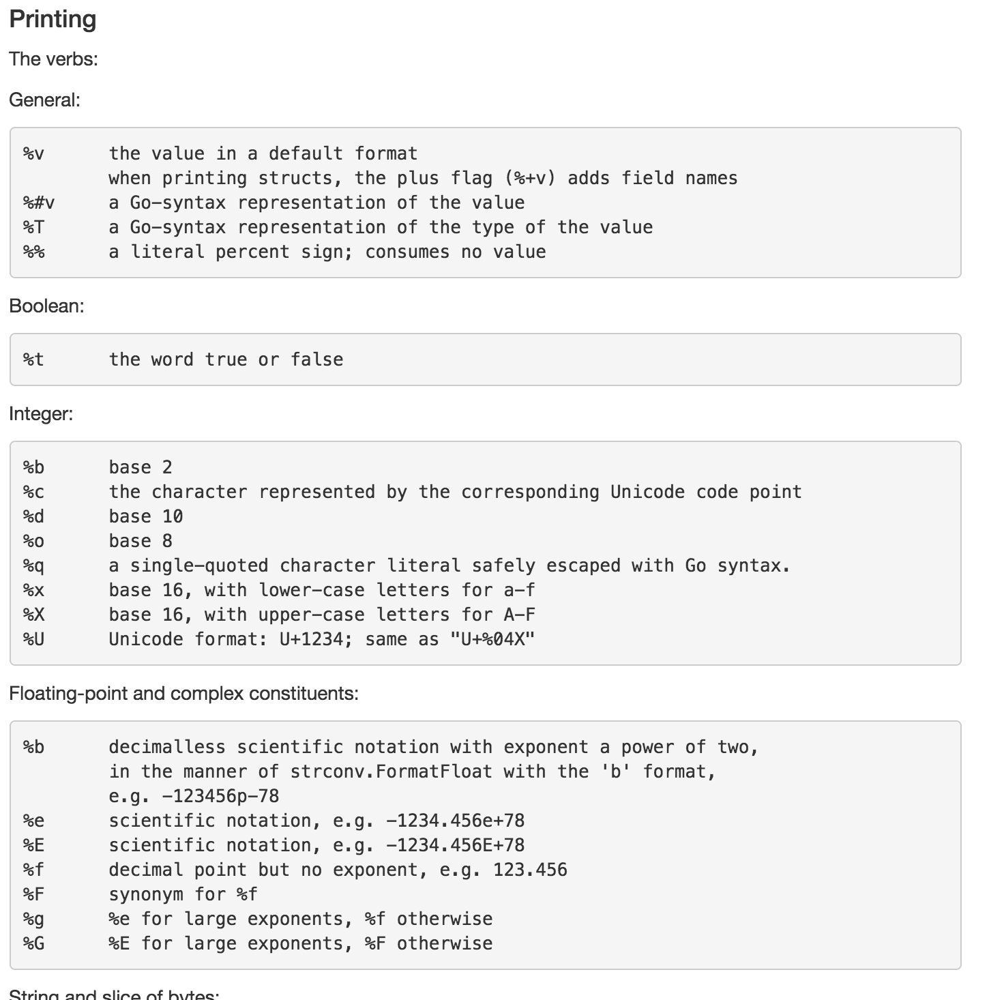 Printing
The verbs:
General:
%v      the value in a default format
        when printing structs, the plus flag (%+v) adds field names
%#v     a Go-syntax representation of the value
%T      a Go-syntax representation of the type of the value
%%      a literal percent sign; consumes no value
Boolean:
%t      the word true or false
Integer:
%b      base 2
%c      the character represented by the corresponding Unicode code point
%d      base 10
%o      base 8
%q      a single-quoted character literal safely escaped with Go syntax.
%x      base 16, with lower-case letters for a-f
%X      base 16, with upper-case letters for A-F
%U      Unicode format: U+1234; same as "U+%04X"
Floating-point and complex constituents:
%b      decimalless scientific notation with exponent a power of two,
        in the manner of strconv.FormatFloat with the 'b' format,
        e.g. -123456p-78
%e      scientific notation, e.g. -1234.456e+78
%E      scientific notation, e.g. -1234.456E+78
%f      decimal point but no exponent, e.g. 123.456
%F      synonym for %f
%g      %e for large exponents, %f otherwise
%G      %E for large exponents, %F otherwise
String and slice of bytes: